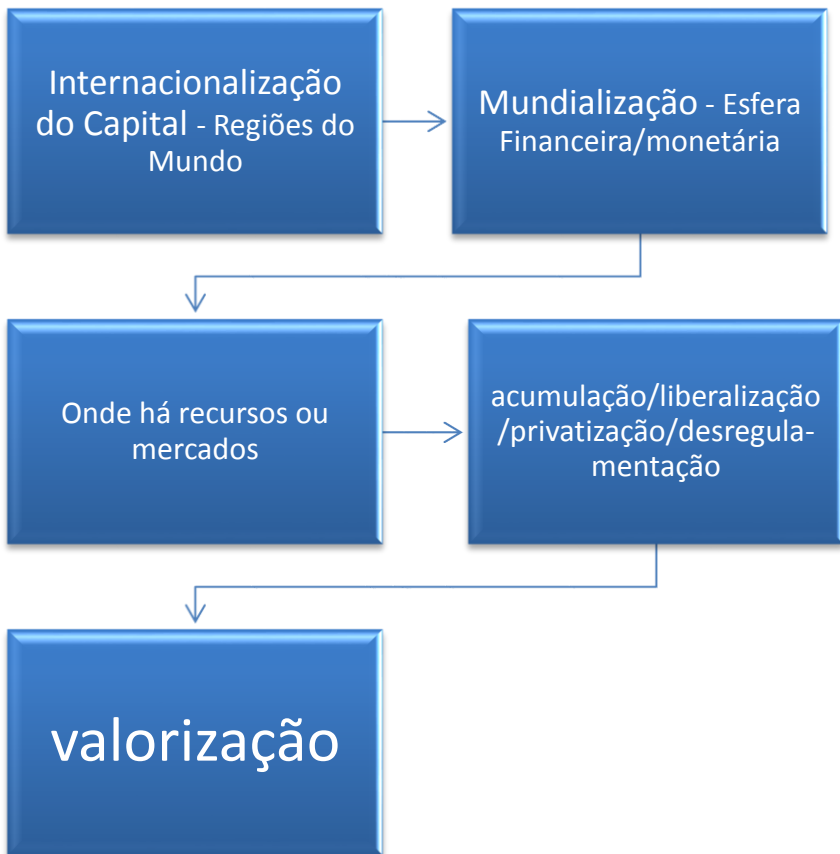 Internacionalização
do Capital - Regiões do
Mundo
Mundialização - Esfera
Financeira/monetária
Onde há recursos ou
mercados
acumulação/liberalização
/privatização/desregula-
mentação
valorização